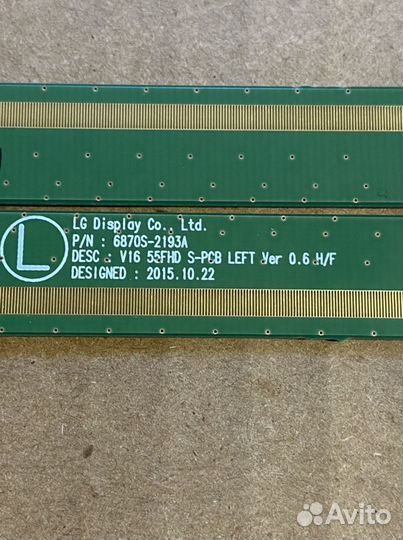 L
LG Display Co., Ltd.
P/N : 6870S-2193A
DESC : V16 55FHD S-PCB LEFT Ver 0.6 H/F
DESIGNED : 2015.10.22
Avito